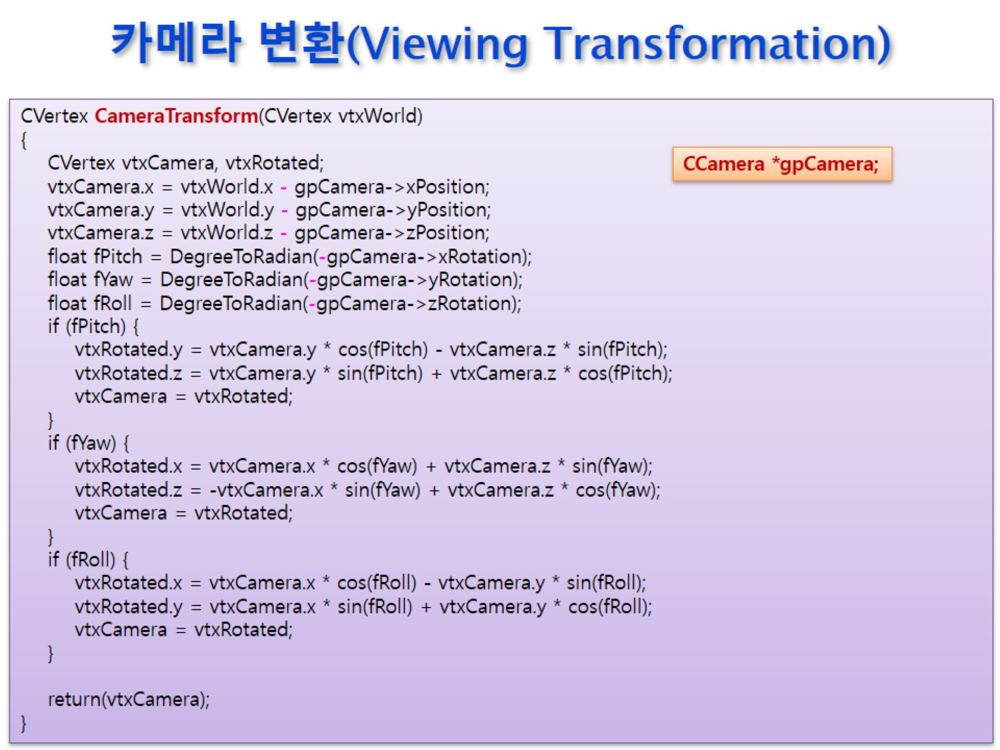 카메라 변환(Viewing Transformation)
CVertex CameraTransform(CVertex vtxWorld)
{
CCamera *gpCamera;
CVertex vtxCamera, vtxRotated;
vtxCamera.x = vtxWorld.x - gpCamera->xPosition;
vtxCamera.y = vtxWorld.y - gpCamera->yPosition;
vtxCamera.z = vtxWorld.z - gpCamera->zPosition;
float fPitch = DegreeToRadian(-gpCamera->xRotation);
float fYaw = DegreeToRadian(-gpCamera->yRotation);
float fRoll = DegreeToRadian(-gpCamera->zRotation);
if (fPitch) {
vtxRotated.y = vtxCamera.y * cos(fPitch) - vtxCamera.z * sin(fPitch);
vtxRotated.z = vtxCamera.y * sin(fPitch) + vtxCamera.z * cos(fPitch);
vtxCamera = vtxRotated;
}
if (fYaw) {
vtxRotated.x = vtxCamera.x * cos(fYaw) + vtxCamera.z * sin(fYaw);
vtxRotated.z = -vtxCamera.x * sin(fYaw) + vtxCamera.z * cos(fYaw);
vtxCamera = vtxRotated;
}
if (fRoll) {
vtxRotated.x = vtxCamera.x * cos(fRoll) - vtxCamera.y * sin(fRoll);
vtxRotated.y = vtxCamera.x * sin(fRoll) + vtxCamera.y * cos(fRoll);
vtxCamera = vtxRotated;
}
return(vtxCamera);
}